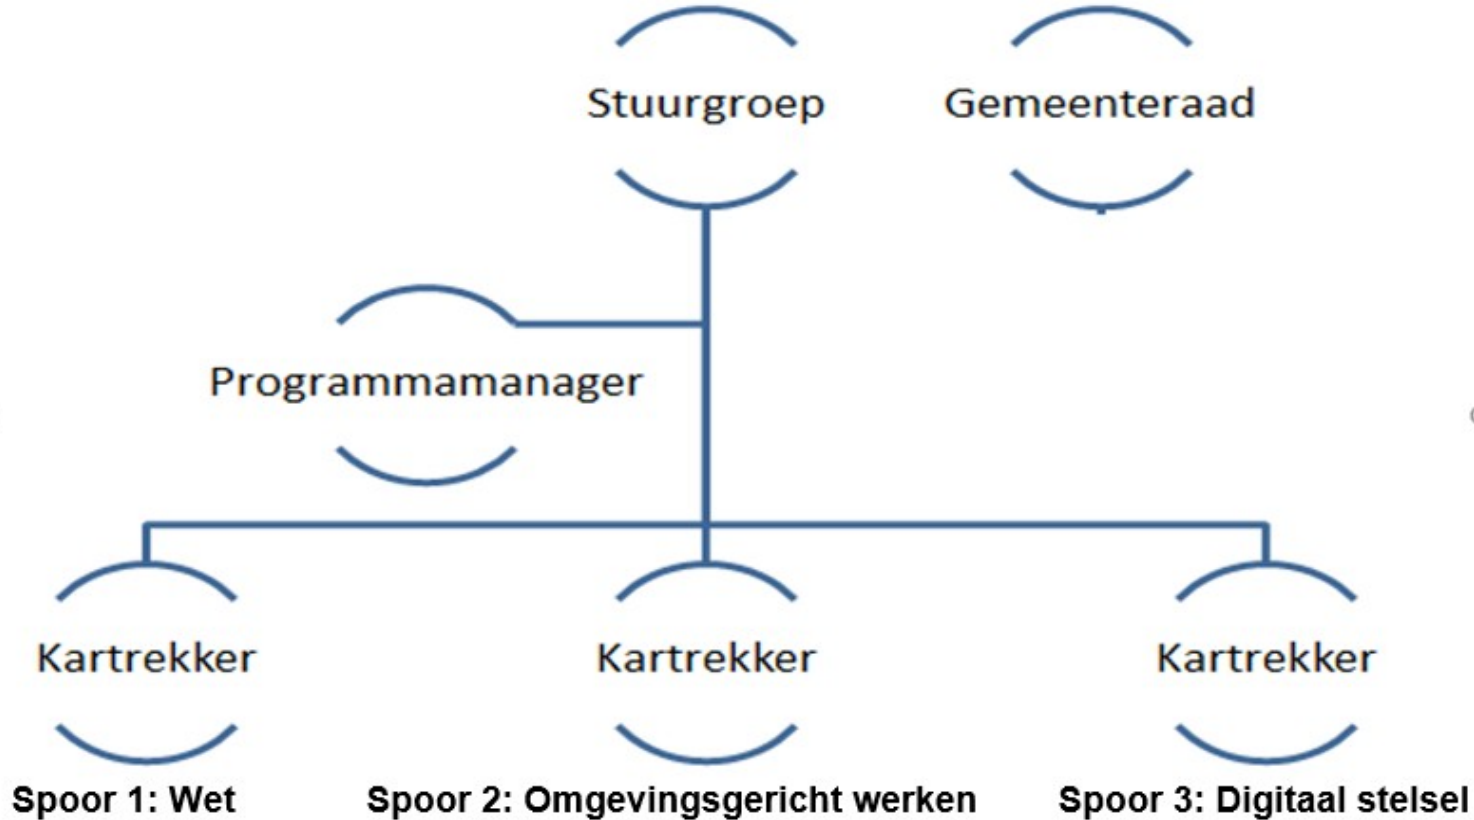 Stuurgroep
Gemeenteraad
Programmamanager
Kartrekker
Kartrekker
Kartrekker
Spoor 1: Wet
Spoor 2: Omgevingsgericht werken
Spoor 3: Digitaal stelsel